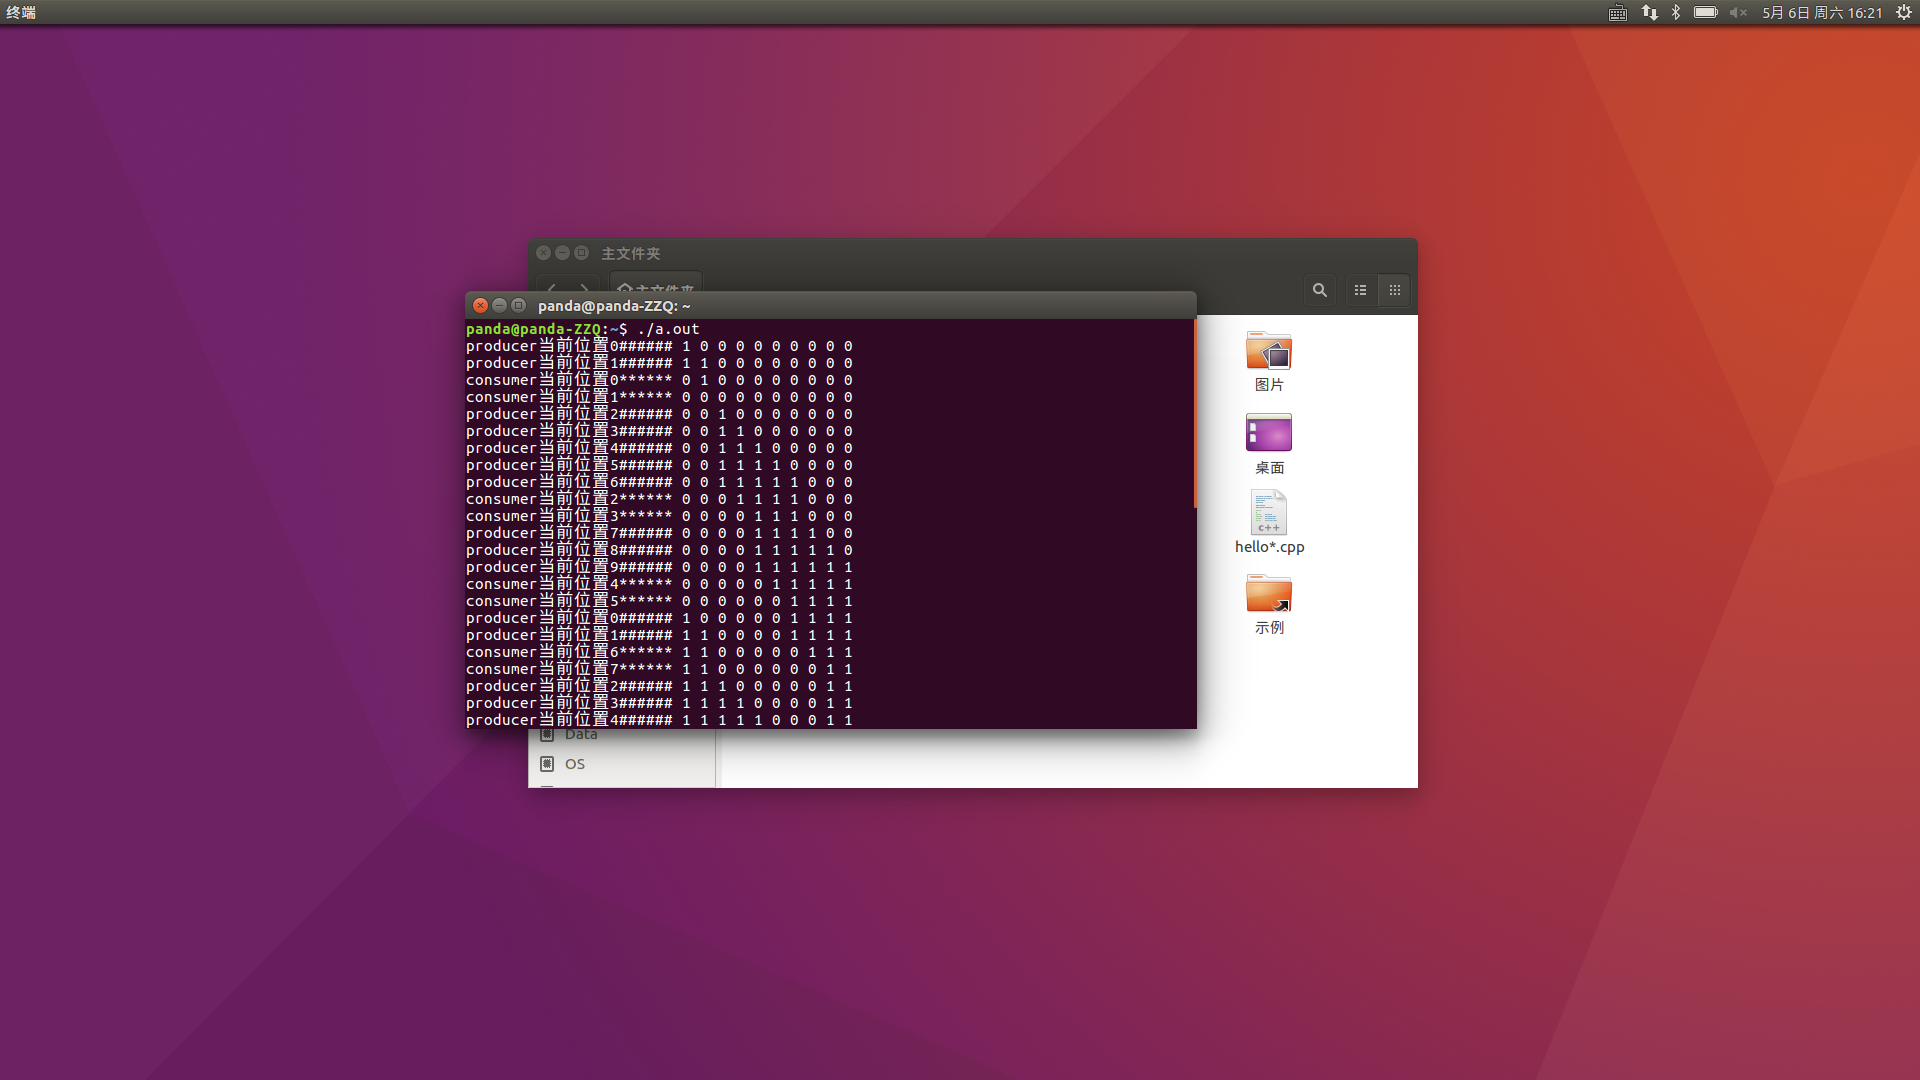 终端
5月 6日 周六 16:21
主文件夹
主文件夹
panda@panda-ZZQ: ~
panda@panda-ZZQ:~$ ./a.out
producer当前位置0###### 1 0 0 0 0 0 0 0 0 0
producer当前位置1###### 1 1 0 0 0 0 0 0 0 0
consumer当前位置0****** 0 1 0 0 0 0 0 0 0 0
consumer当前位置1****** 0 0 0 0 0 0 0 0 0 0
producer当前位置2###### 0 0 1 0 0 0 0 0 0 0
producer当前位置3###### 0 0 1 1 0 0 0 0 0 0
producer当前位置4###### 0 0 1 1 1 0 0 0 0 0
producer当前位置5###### 0 0 1 1 1 1 0 0 0 0
producer当前位置6###### 0 0 1 1 1 1 1 0 0 0
consumer当前位置2****** 0 0 0 1 1 1 1 0 0 0
consumer当前位置3****** 0 0 0 0 1 1 1 0 0 0
producer当前位置7###### 0 0 0 0 1 1 1 1 0 0
producer当前位置8###### 0 0 0 0 1 1 1 1 1 0
producer当前位置9###### 0 0 0 0 1 1 1 1 1 1
consumer当前位置4****** 0 0 0 0 0 1 1 1 1 1
consumer当前位置5****** 0 0 0 0 0 0 1 1 1 1
producer当前位置0###### 1 0 0 0 0 0 1 1 1 1
producer当前位置1###### 1 1 0 0 0 0 1 1 1 1
consumer当前位置6****** 1 1 0 0 0 0 0 1 1 1
consumer当前位置7****** 1 1 0 0 0 0 0 0 1 1
producer当前位置2###### 1 1 1 0 0 0 0 0 1 1
producer当前位置3###### 1 1 1 1 0 0 0 0 1 1
producer当前位置4###### 1 1 1 1 1 0 0 0 1 1
图片
桌面
c++
hello*.cpp
示例
Data
OS